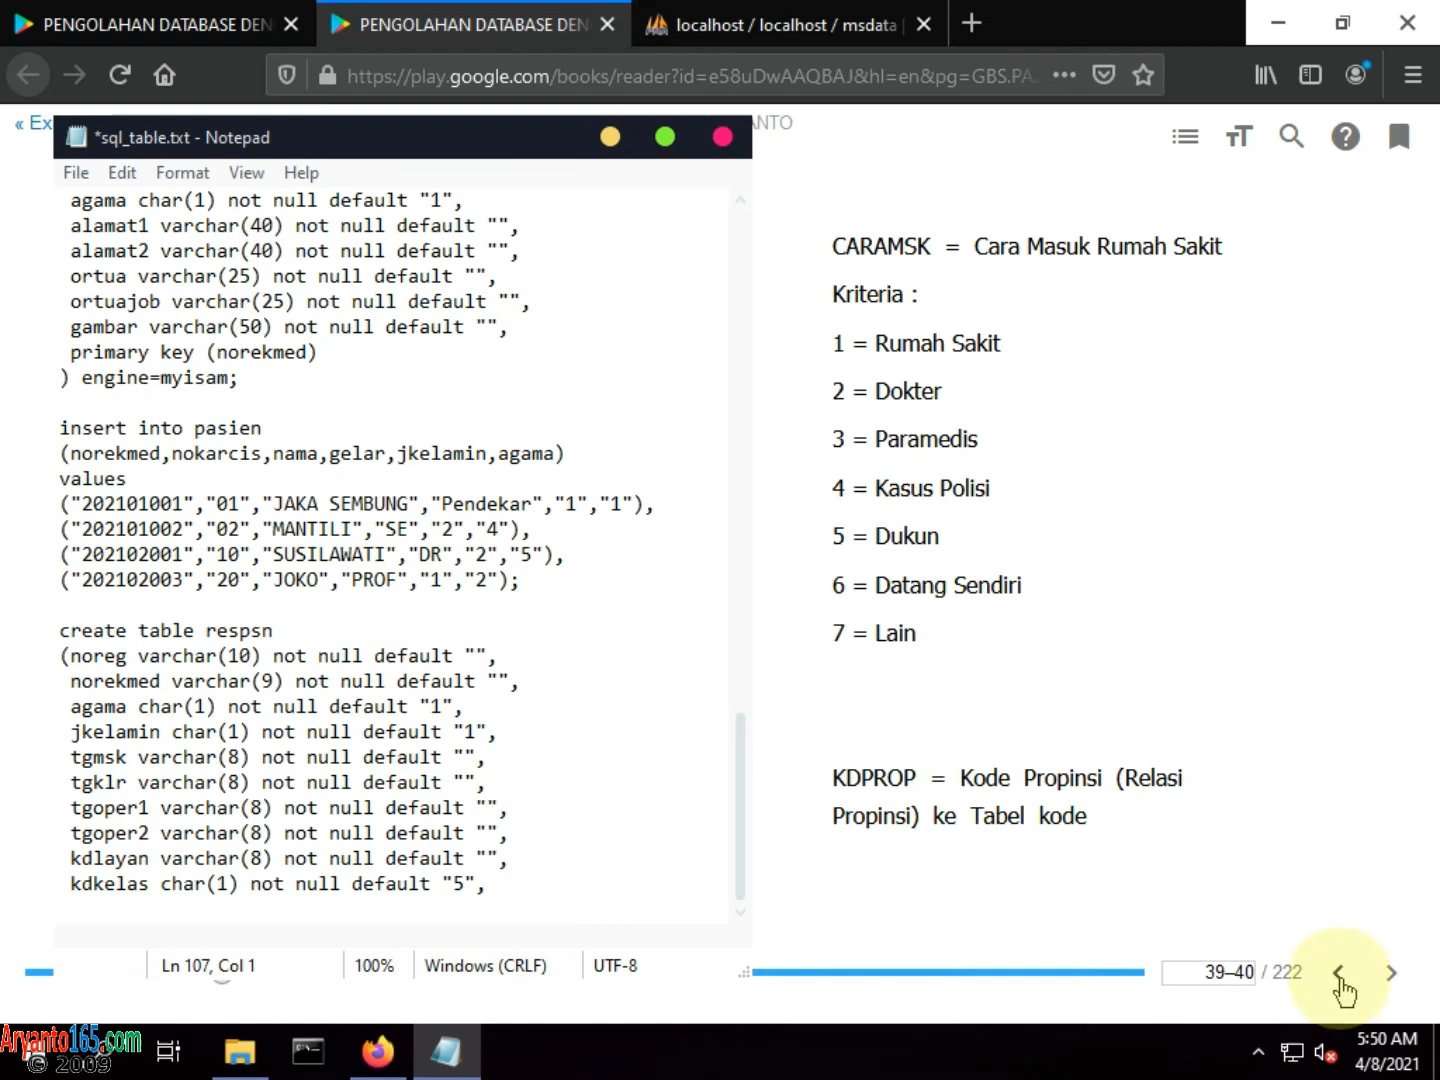 PENGOLAHAN DATABASE DEN
PENGOLAHAN DATABASE DEN
localhost / localhost / msdata |
https://play.google.com/books/reader?id=e58uDwAAQBAJ&hl=en&pg=GBS.PA
« Ex
ANTO
*sql_table.txt - Notepad
File Edit Format View Help
agama char(1) not null default "1",
alamat1 varchar(40) not null default "",
alamat2 varchar(40) not null default "",
ortua varchar(25) not null default "",
ortuajob varchar(25) not null default "",
gambar varchar(50) not null default "",
primary key (norekmed)
) engine=myisam;
insert into pasien
(norekmed,nokarcis,nama,gelar,jkelamin,agama)
values
("202101001","01","JAKA SEMBUNG","Pendekar","1","1"),
("202101002","02","MANTILI","SE","2","4"),
("202102001","10","SUSILAWATI","DR","2","5"),
("202102003","20","JOKO","PROF","1","2");
create table respsn
(noreg varchar(10) not null default "",
norekmed varchar(9) not null default "",
agama char(1) not null default "1",
jkelamin char(1) not null default "1",
tgmsk varchar(8) not null default "",
tgklr varchar(8) not null default "",
tgoper1 varchar(8) not null default "",
tgoper2 varchar(8) not null default "",
kdlayan varchar(8) not null default "",
kdkelas char(1) not null default "5",
Ln 107, Col 1 100% Windows (CRLF) UTF-8
CARAMSK = Cara Masuk Rumah Sakit
Kriteria :
1 = Rumah Sakit
2 = Dokter
3 = Paramedis
4 = Kasus Polisi
5 = Dukun
6 = Datang Sendiri
7 = Lain
KDPROP = Kode Propinsi (Relasi
Propinsi) ke Tabel kode
39–40 / 222
Aryanto165.com
© 2009
5:50 AM
4/8/2021